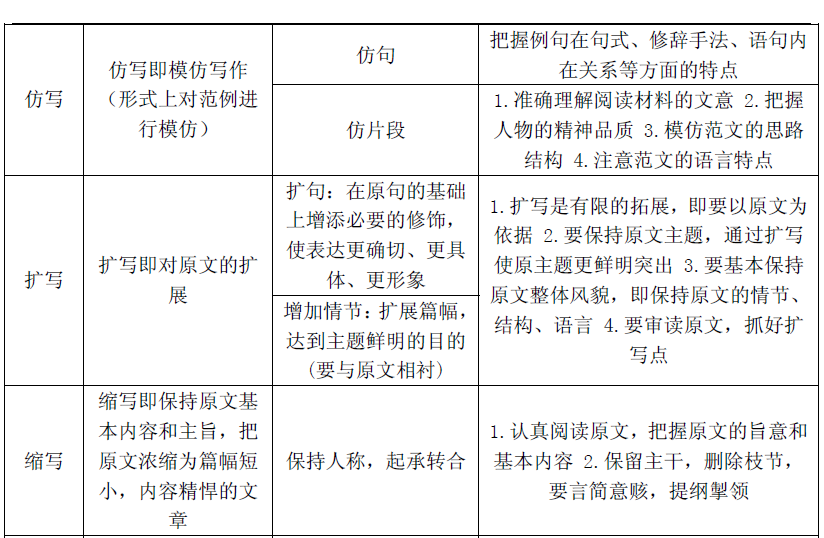 仿写
仿写即模仿写作
（形式上对范例进
行模仿）
仿句
把握例句在句式、修辞手法、语句内
在关系等方面的特点
仿片段
1.准确理解阅读材料的文意 2.把握
人物的精神品质 3.模仿范文的思路
结构 4.注意范文的语言特点
扩写
扩写即对原文的扩
展
扩句：在原句的基础
上增添必要的修饰，
使表达更确切、更具
体、更形象
增加情节：扩展篇幅，
达到主题鲜明的目的
(要与原文相衬)
1.扩写是有限的拓展，即要以原文为
依据 2.要保持原文主题，通过扩写
使原主题更鲜明突出 3.要基本保持
原文整体风貌，即保持原文的情节、
结构、语言 4.要审读原文，抓好扩
写点
缩写
缩写即保持原文基
本内容和主旨，把
原文浓缩为篇幅短
小，内容精悍的文
章
保持人称，起承转合
1.认真阅读原文，把握原文的旨意和
基本内容 2.保留主干，删除枝节，
要言简意赅，提纲掣领